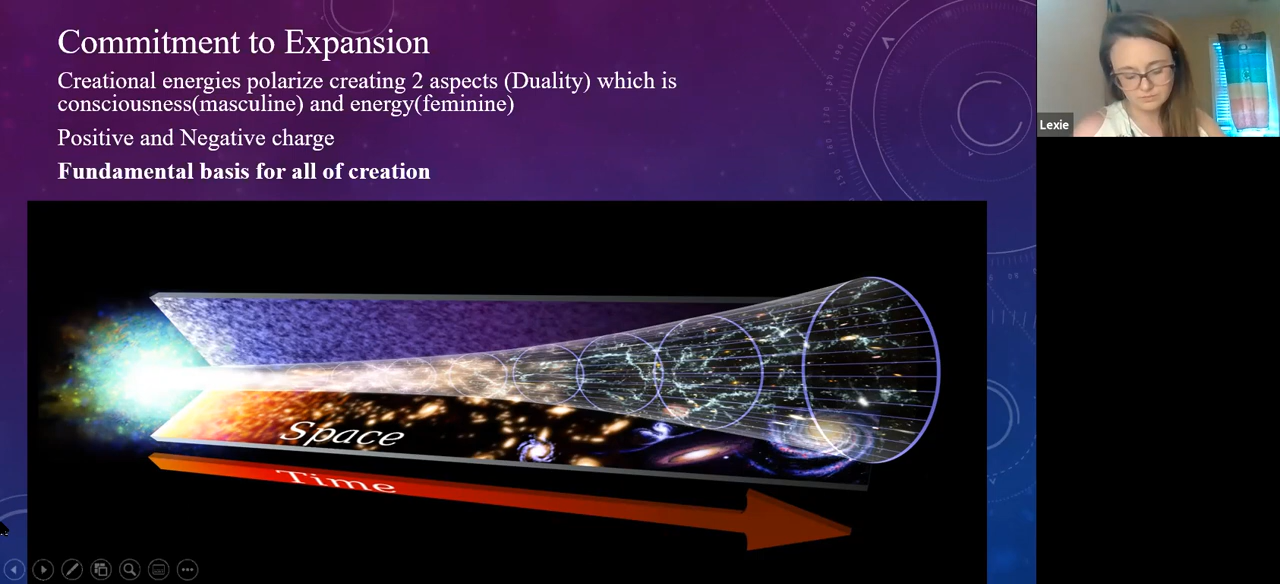 Commitment to Expansion
Creational energies polarize creating 2 aspects (Duality) which is
consciousness(masculine) and energy(feminine)
Positive and Negative charge
Fundamental basis for all of creation
Lexie
Space
Time